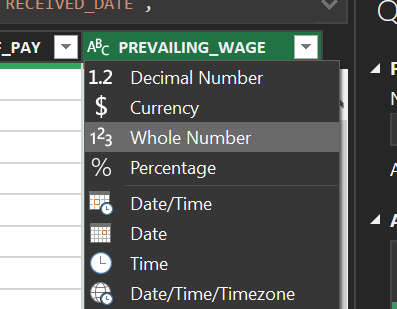 RECEIVED_DATE ,
_PAY
ABC PREVAILING_WAGE
1.2 Decimal Number
$ Currency
123 Whole Number
% Percentage
Date/Time
Date
Time
Date/Time/Timezone